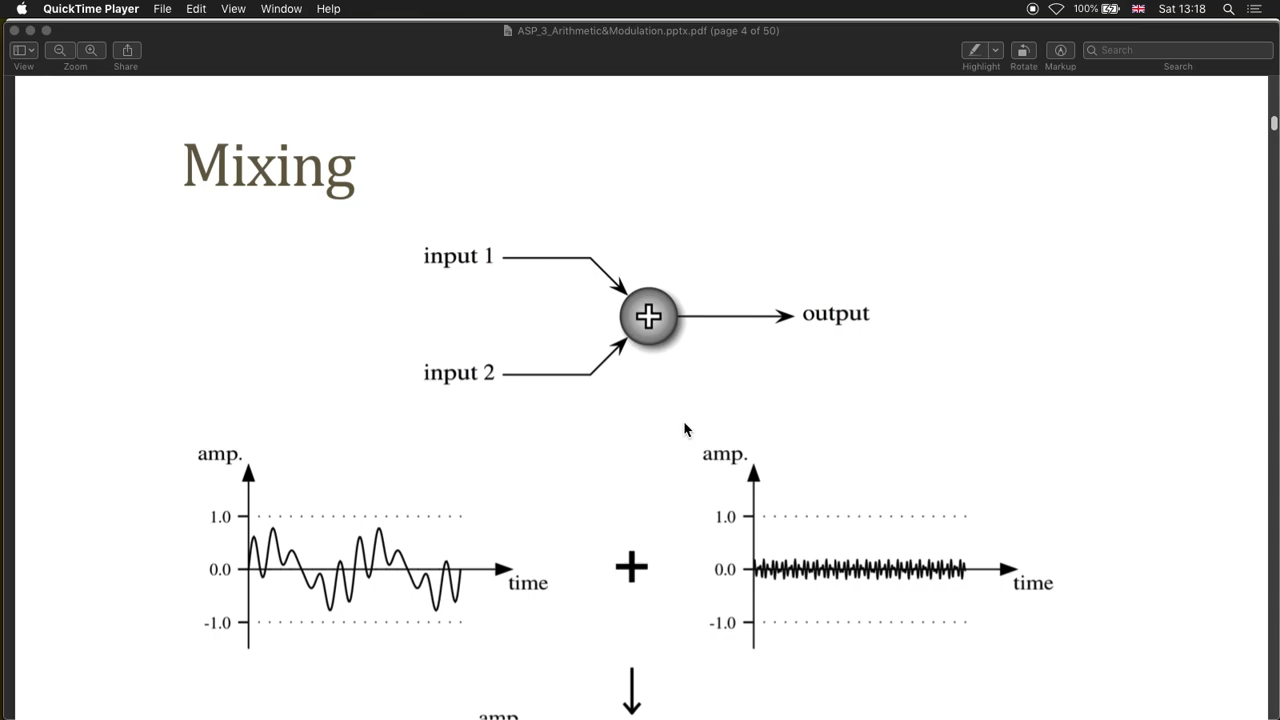 QuickTime Player File Edit View Window Help 100% Sat 13:18
ASP_3_Arithmetic&Modulation.pptx.pdf (page 4 of 50)
Search
View Zoom Share Highlight Rotate Markup Search
Mixing
input 1
output
input 2
amp. amp.
1.0 1.0
0.0 0.0
+
time time
-1.0 -1.0
amp.